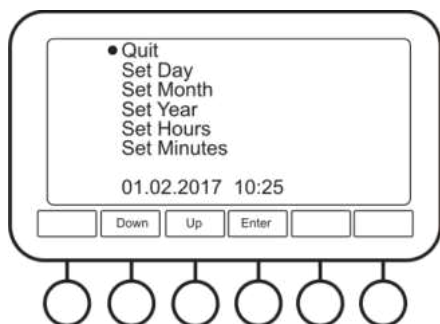 Quit
Set Day
Set Month
Set Year
Set Hours
Set Minutes
01.02.2017 10:25
Down Up Enter